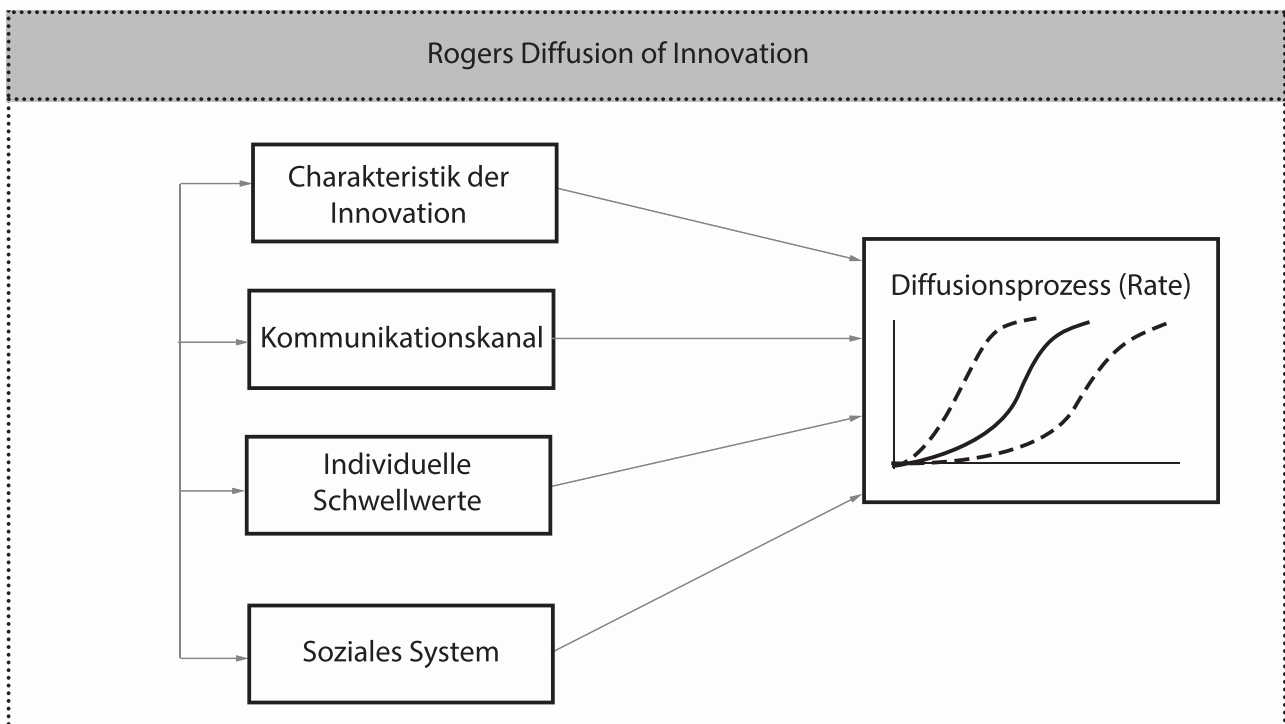 Rogers Diffusion of Innovation
Charakteristik der
Innovation
Kommunikationskanal
Individuelle
Schwellwerte
Soziales System
Diffusionsprozess (Rate)